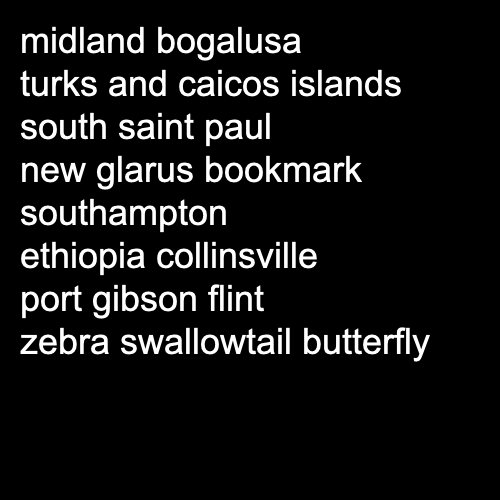 midland bogalusa
turks and caicos islands
south saint paul
new glarus bookmark
southampton
ethiopia collinsville
port gibson flint
zebra swallowtail butterfly